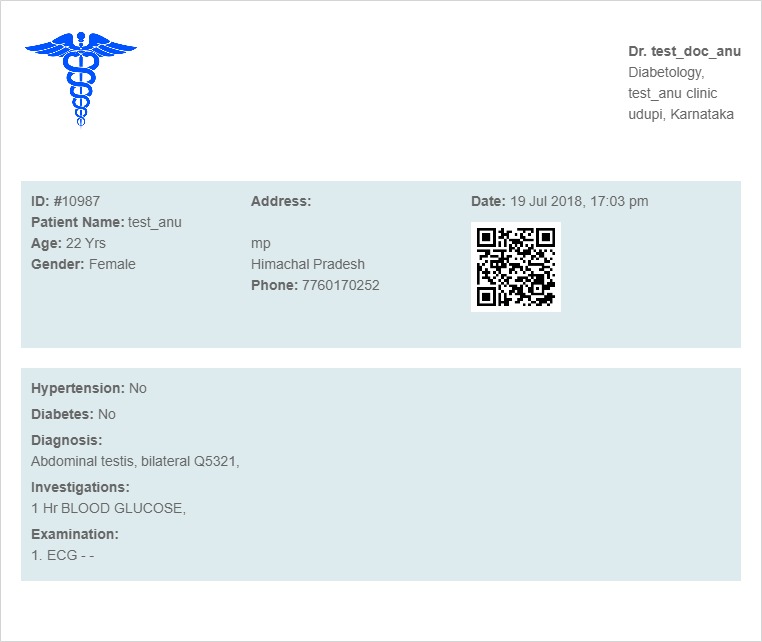 Dr. test_doc_anu
Diabetology,
test_anu clinic
udupi, Karnataka
ID: #10987
Patient Name: test_anu
Age: 22 Yrs
Gender: Female
Address:
mp
Himachal Pradesh
Phone: 7760170252
Date: 19 Jul 2018, 17:03 pm
Hypertension: No
Diabetes: No
Diagnosis:
Abdominal testis, bilateral Q5321,
Investigations:
1 Hr BLOOD GLUCOSE,
Examination:
1. ECG - -